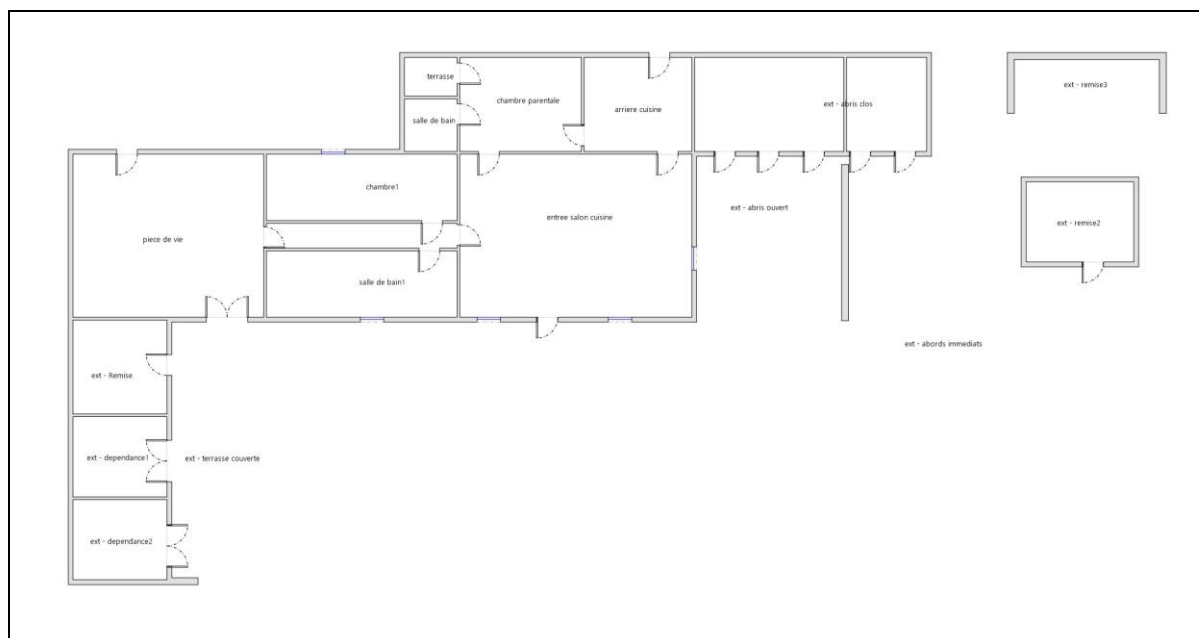 terrasse
chambre parentale
arriere cuisine
ext - abris clos
ext - remise3
salle de bain
chambre1
ext - abris ouvert
entree salon cuisine
ext - remise2
piece de vie
salle de bain1
ext - abords immediats
ext - Remise
ext - dependance1
ext - terrasse couverte
ext - dependance2